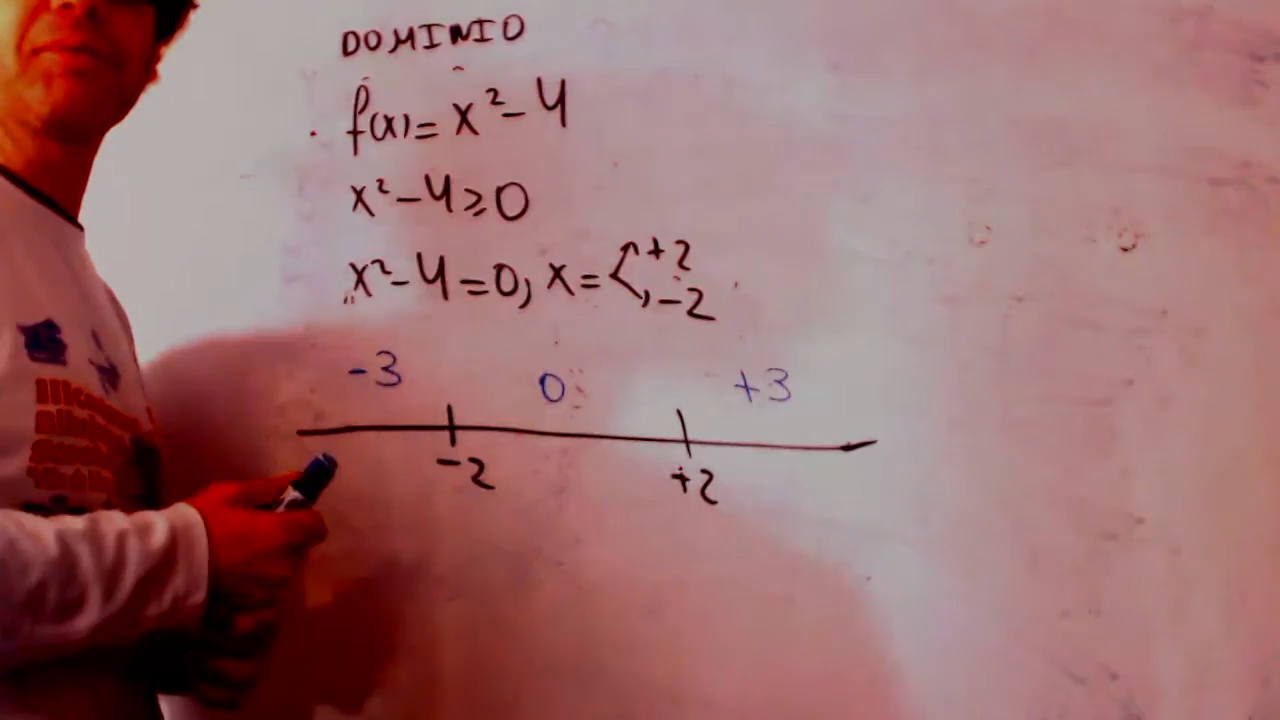 DOMINIO
f(x)= x²-4
x²-4≥0
x²-4=0, x= +2
-2
-3 0 +3
-2 +2